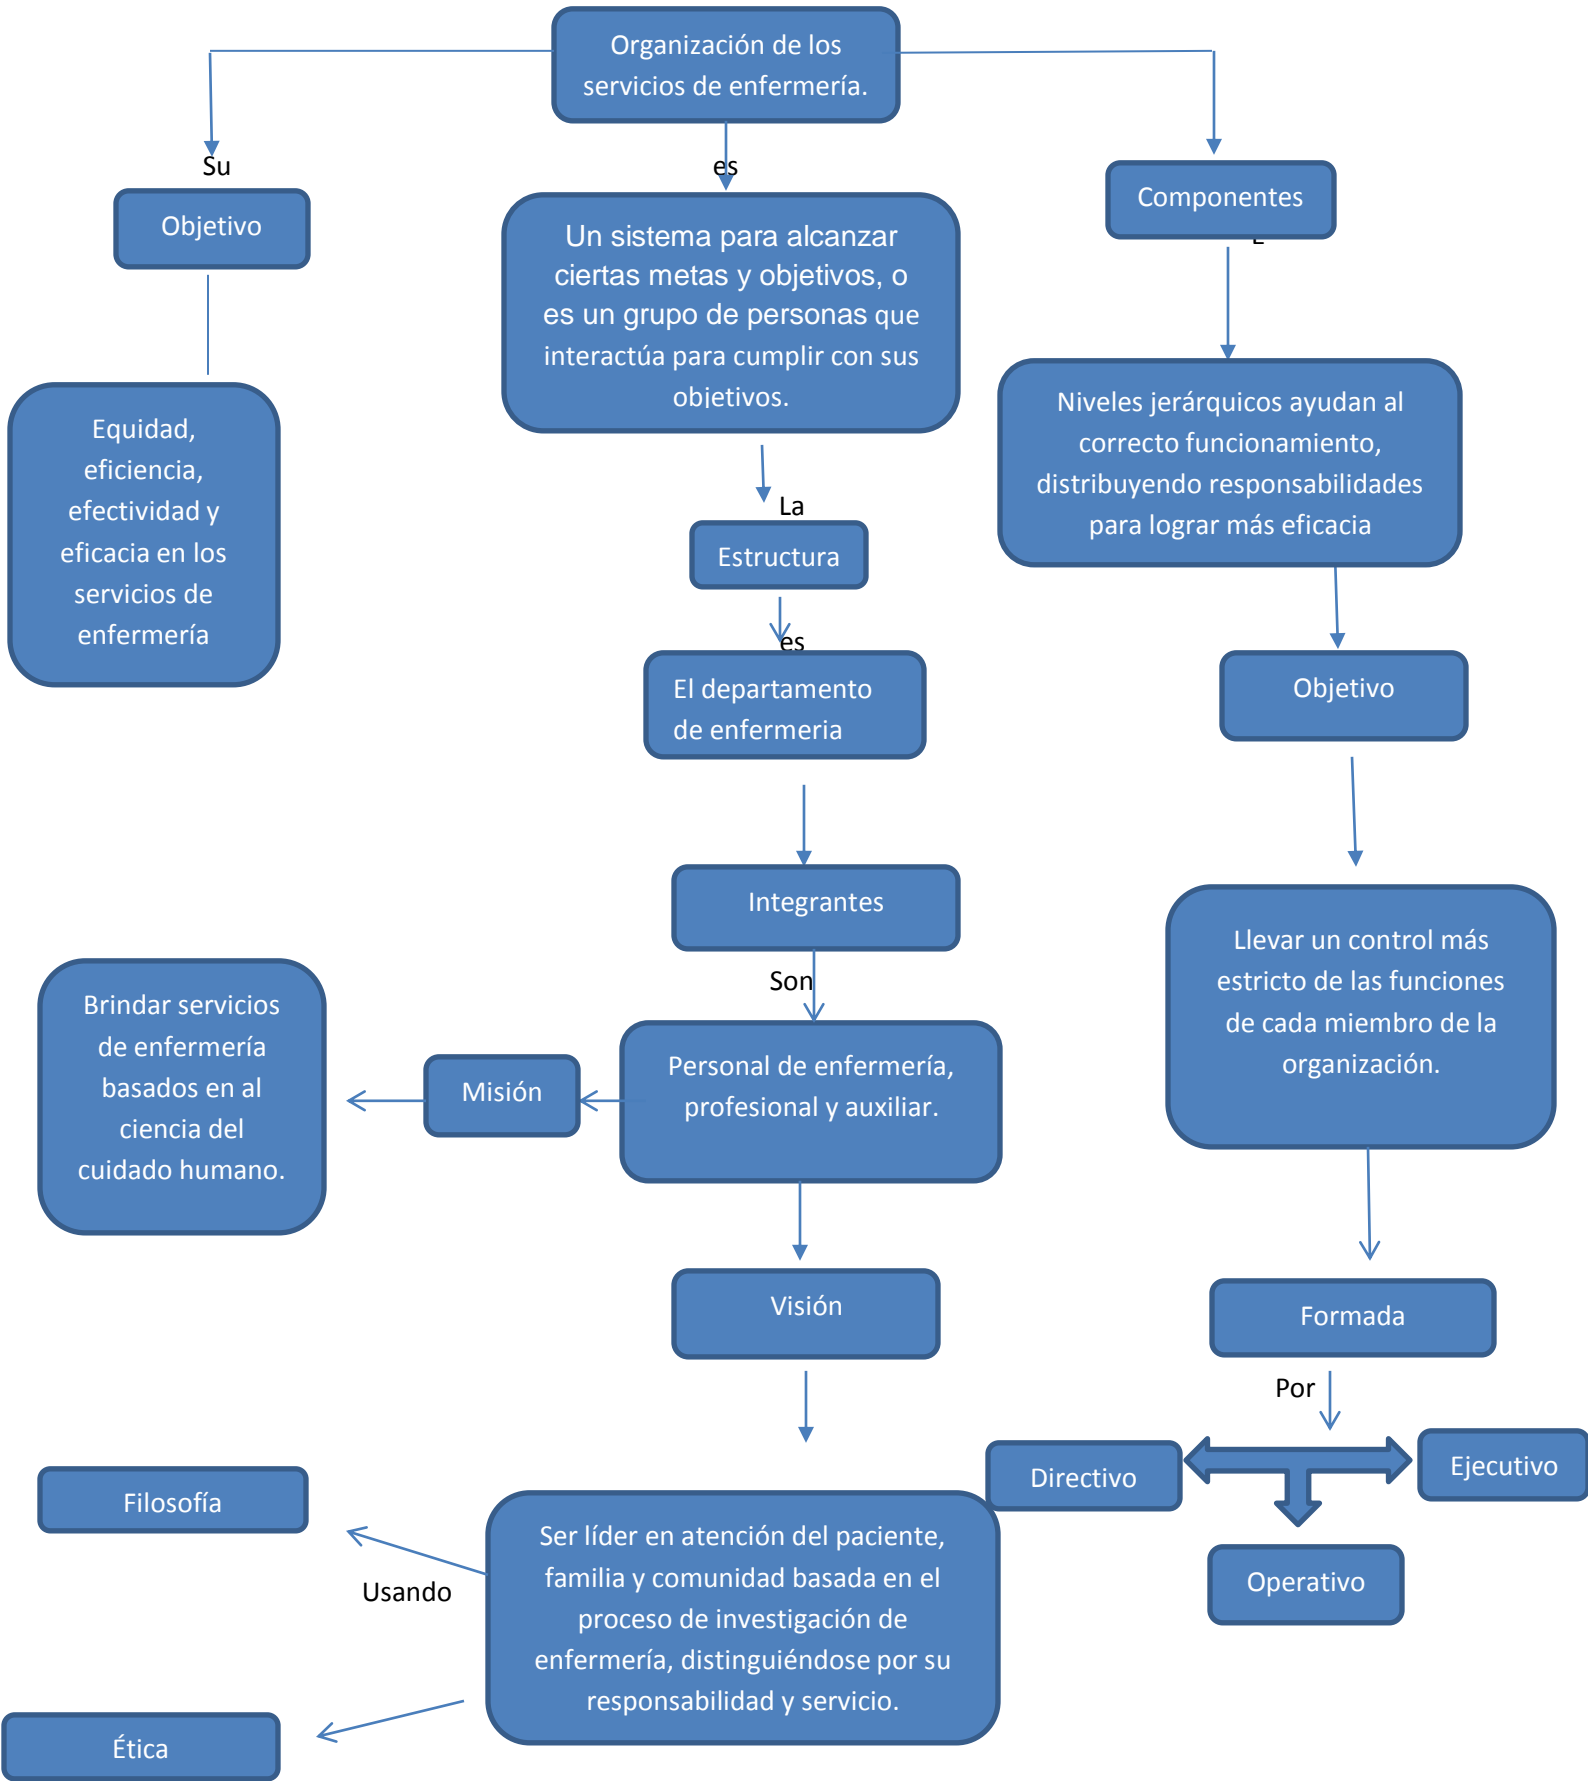 Organización de los
servicios de enfermería.
Su
Objetivo
Equidad,
eficiencia,
efectividad y
eficacia en los
servicios de
enfermería
es
Un sistema para alcanzar
ciertas metas y objetivos, o
es un grupo de personas que
interactúa para cumplir con sus
objetivos.
La
Estructura
es
El departamento
de enfermeria
Integrantes
Son
Personal de enfermería,
profesional y auxiliar.
Misión
Brindar servicios
de enfermería
basados en al
ciencia del
cuidado humano.
Visión
Ser líder en atención del paciente,
familia y comunidad basada en el
proceso de investigación de
enfermería, distinguiéndose por su
responsabilidad y servicio.
Usando
Filosofía
Ética
Componentes
Niveles jerárquicos ayudan al
correcto funcionamiento,
distribuyendo responsabilidades
para lograr más eficacia
Objetivo
Llevar un control más
estricto de las funciones
de cada miembro de la
organización.
Formada
Por
Directivo
Ejecutivo
Operativo